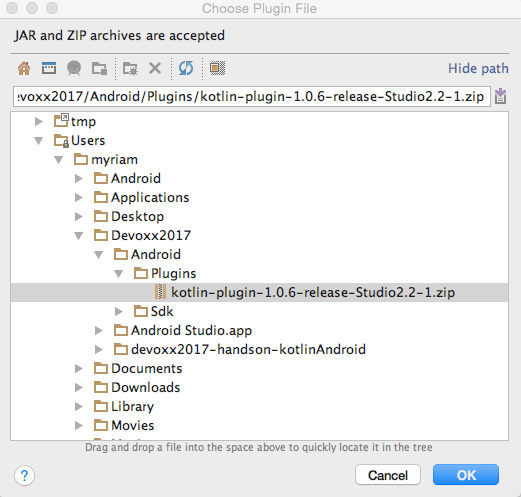 Choose Plugin File
JAR and ZIP archives are accepted
Hide path
evoxx2017/Android/Plugins/kotlin-plugin-1.0.6-release-Studio2.2-1.zip
tmp
Users
myriam
Android
Applications
Desktop
Devoxx2017
Android
Plugins
kotlin-plugin-1.0.6-release-Studio2.2-1.zip
Sdk
Android Studio.app
devoxx2017-handson-kotlinAndroid
Documents
Downloads
Library
Movies
Drag and drop a file into the space above to quickly locate it in the tree
?
Cancel
OK